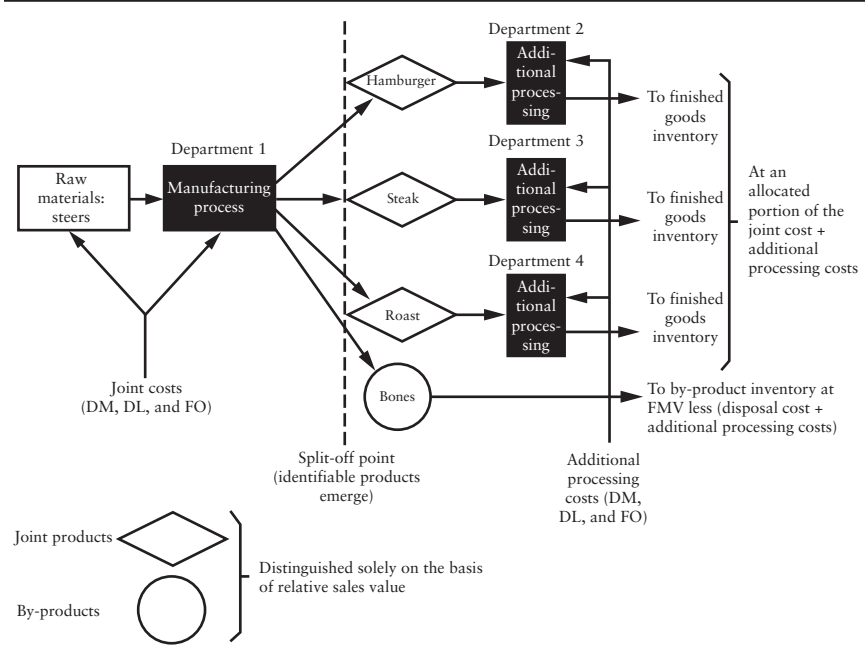 Department 2
Hamburger
Addi-
tional
proces-
sing
To finished
goods
inventory
Department 1
Raw
materials:
steers
Manufacturing
process
Department 3
Steak
Addi-
tional
proces-
sing
To finished
goods
inventory
At an
allocated
portion of the
joint cost +
additional
processing costs
Department 4
Roast
Addi-
tional
proces-
sing
To finished
goods
inventory
Joint costs
(DM, DL, and FO)
Bones
To by-product inventory at
FMV less (disposal cost +
additional processing costs)
Split-off point
(identifiable products
emerge)
Additional
processing
costs (DM,
DL, and FO)
Joint products
By-products
Distinguished solely on the basis
of relative sales value